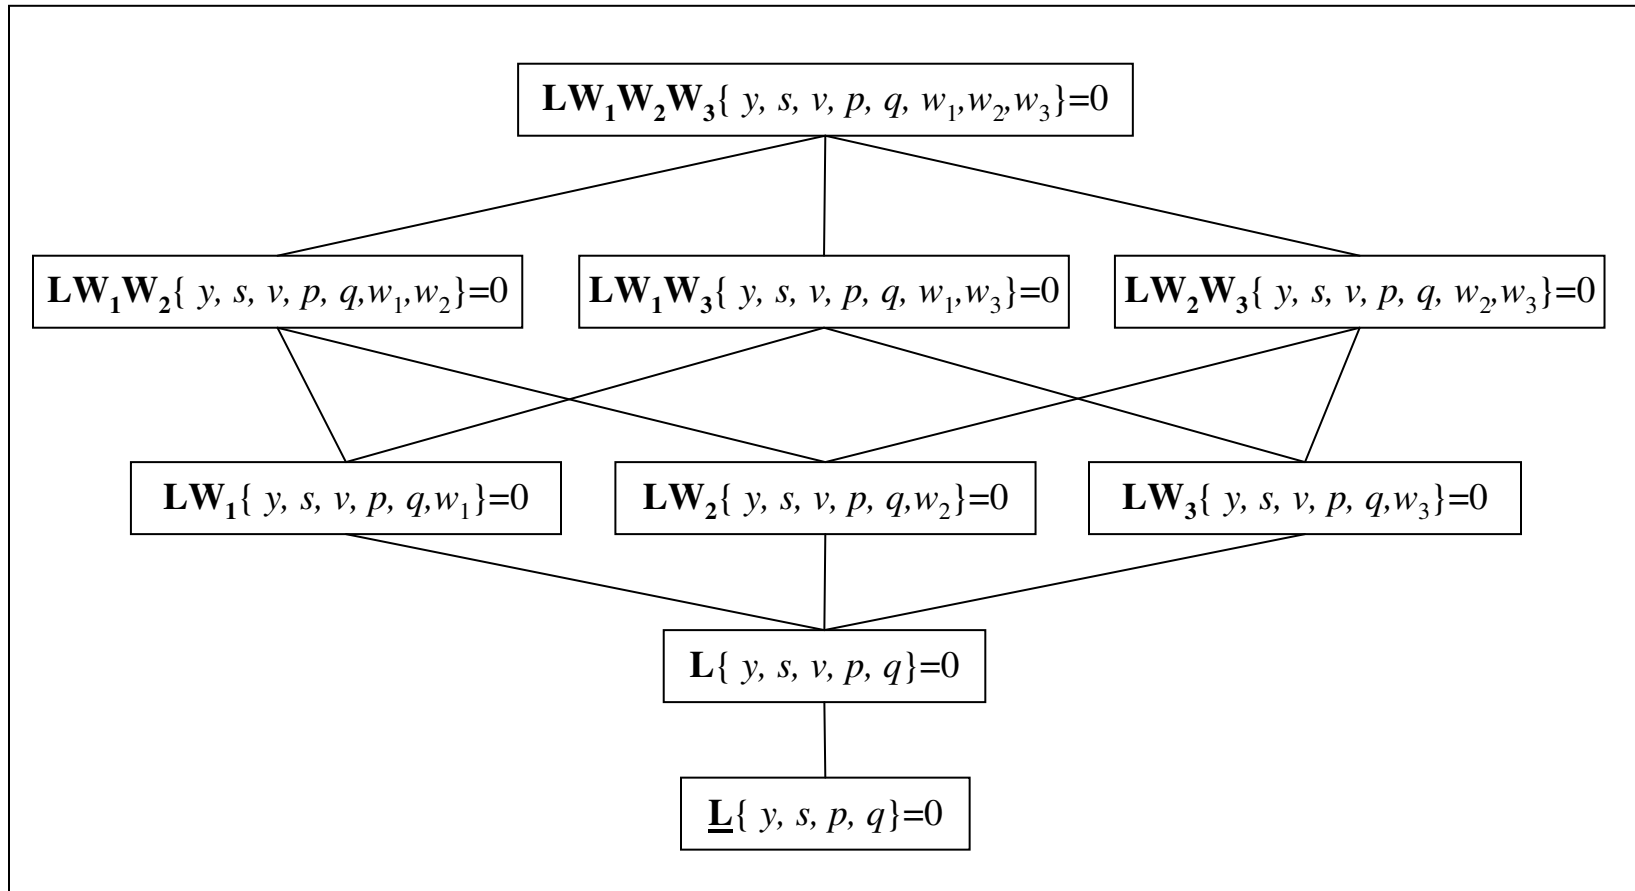 LW₁W₂W₃{ y, s, v, p, q, w₁,w₂,w₃}=0
LW₁W₂{ y, s, v, p, q,w₁,w₂}=0
LW₁W₃{ y, s, v, p, q, w₁,w₃}=0
LW₂W₃{ y, s, v, p, q, w₂,w₃}=0
LW₁{ y, s, v, p, q,w₁}=0
LW₂{ y, s, v, p, q,w₂}=0
LW₃{ y, s, v, p, q,w₃}=0
L{ y, s, v, p, q}=0
L{ y, s, p, q}=0